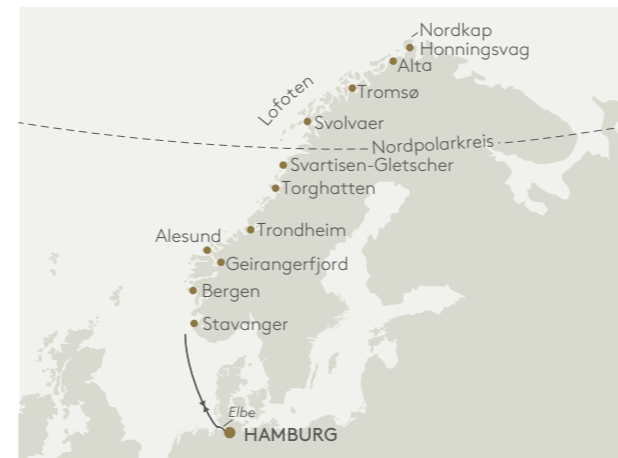 Nordkap
Honningsvag
Alta
Tromsø
Lofoten
Svolvaer
Nordpolarkreis
Svartisen-Gletscher
Torghatten
Trondheim
Alesund
Geirangerfjord
Bergen
Stavanger
Elbe
HAMBURG